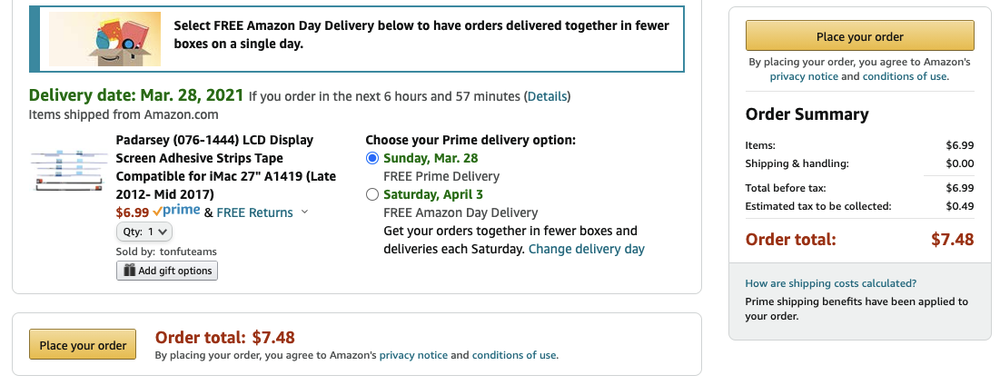 Select FREE Amazon Day Delivery below to have orders delivered together in fewer
boxes on a single day.
Delivery date: Mar. 28, 2021 If you order in the next 6 hours and 57 minutes (Details)
Items shipped from Amazon.com
Padarsey (076-1444) LCD Display
Screen Adhesive Strips Tape
Compatible for iMac 27" A1419 (Late
2012- Mid 2017)
$6.99 prime & FREE Returns
Qty: 1
Sold by: tonfuteams
Add gift options
Choose your Prime delivery option:
Sunday, Mar. 28
FREE Prime Delivery
Saturday, April 3
FREE Amazon Day Delivery
Get your orders together in fewer boxes and
deliveries each Saturday. Change delivery day
Place your order
Order total: $7.48
By placing your order, you agree to Amazon's privacy notice and conditions of use.
Place your order
By placing your order, you agree to Amazon's
privacy notice and conditions of use.
Order Summary
Items: $6.99
Shipping & handling: $0.00
Total before tax: $6.99
Estimated tax to be collected: $0.49
Order total: $7.48
How are shipping costs calculated?
Prime shipping benefits have been applied to
your order.